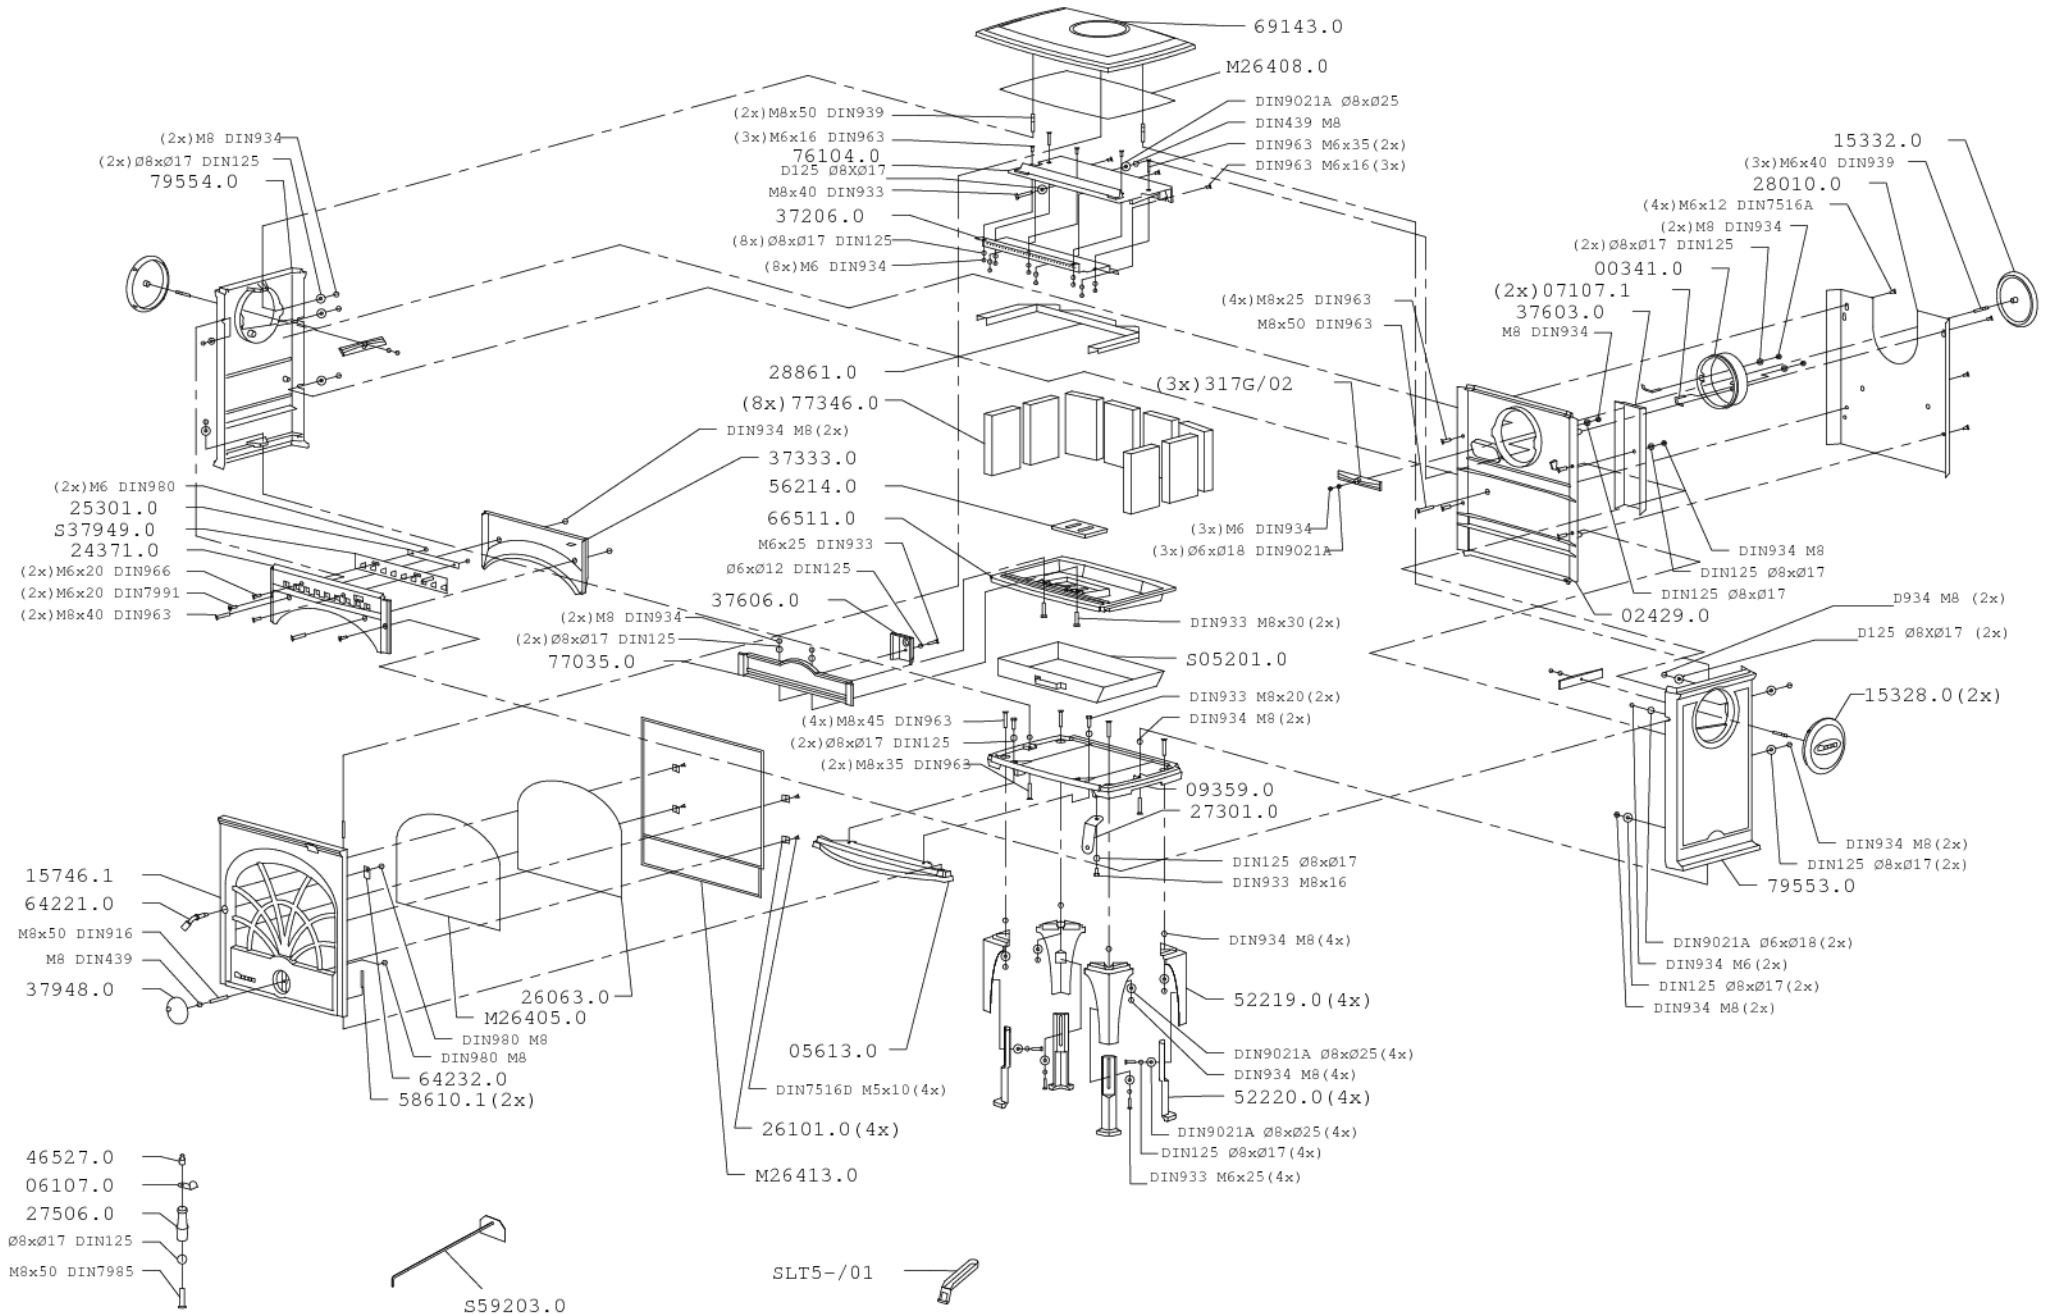 69143.0
M26408.0
(2x)M8x50 DIN939
(3x)M6x16 DIN963
76104.0
D125 Ø8XØ17
M8x40 DIN933
37206.0
(8x)Ø8xØ17 DIN125
(8x)M6 DIN934
DIN9021A Ø8xØ25
DIN439 M8
DIN963 M6x35(2x)
DIN963 M6x16(3x)
(2x)M8 DIN934
(2x)Ø8xØ17 DIN125
79554.0
15332.0
(3x)M6x40 DIN939
28010.0
(4x)M6x12 DIN7516A
(2x)M8 DIN934
(2x)Ø8xØ17 DIN125
00341.0
(2x)07107.1
37603.0
M8 DIN934
(4x)M8x25 DIN963
M8x50 DIN963
28861.0
(3x)317G/02
(8x)77346.0
DIN934 M8(2x)
37333.0
56214.0
66511.0
M6x25 DIN933
Ø6xØ12 DIN125
37606.0
(2x)M8 DIN934
(2x)Ø8xØ17 DIN125
77035.0
(2x)M6 DIN980
25301.0
S37949.0
24371.0
(2x)M6x20 DIN966
(2x)M6x20 DIN7991
(2x)M8x40 DIN963
(3x)M6 DIN934
(3x)Ø6xØ18 DIN9021A
DIN934 M8
DIN125 Ø8xØ17
DIN125 Ø8xØ17
02429.0
D934 M8 (2x)
D125 Ø8XØ17 (2x)
DIN933 M8x30(2x)
S05201.0
DIN933 M8x20(2x)
DIN934 M8(2x)
(4x)M8x45 DIN963
(2x)Ø8xØ17 DIN125
(2x)M8x35 DIN963
09359.0
27301.0
DIN125 Ø8xØ17
DIN933 M8x16
15328.0(2x)
DIN934 M8(2x)
DIN125 Ø8xØ17(2x)
79553.0
DIN9021A Ø6xØ18(2x)
DIN934 M6(2x)
DIN125 Ø8xØ17(2x)
DIN934 M8(2x)
15746.1
64221.0
M8x50 DIN916
M8 DIN439
37948.0
26063.0
M26405.0
DIN980 M8
DIN980 M8
64232.0
58610.1(2x)
05613.0
DIN7516D M5x10(4x)
26101.0(4x)
M26413.0
DIN934 M8(4x)
52219.0(4x)
DIN9021A Ø8xØ25(4x)
DIN934 M8(4x)
52220.0(4x)
DIN9021A Ø8xØ25(4x)
DIN125 Ø8xØ17(4x)
DIN933 M6x25(4x)
46527.0
06107.0
27506.0
Ø8xØ17 DIN125
M8x50 DIN7985
S59203.0
SLT5-/01